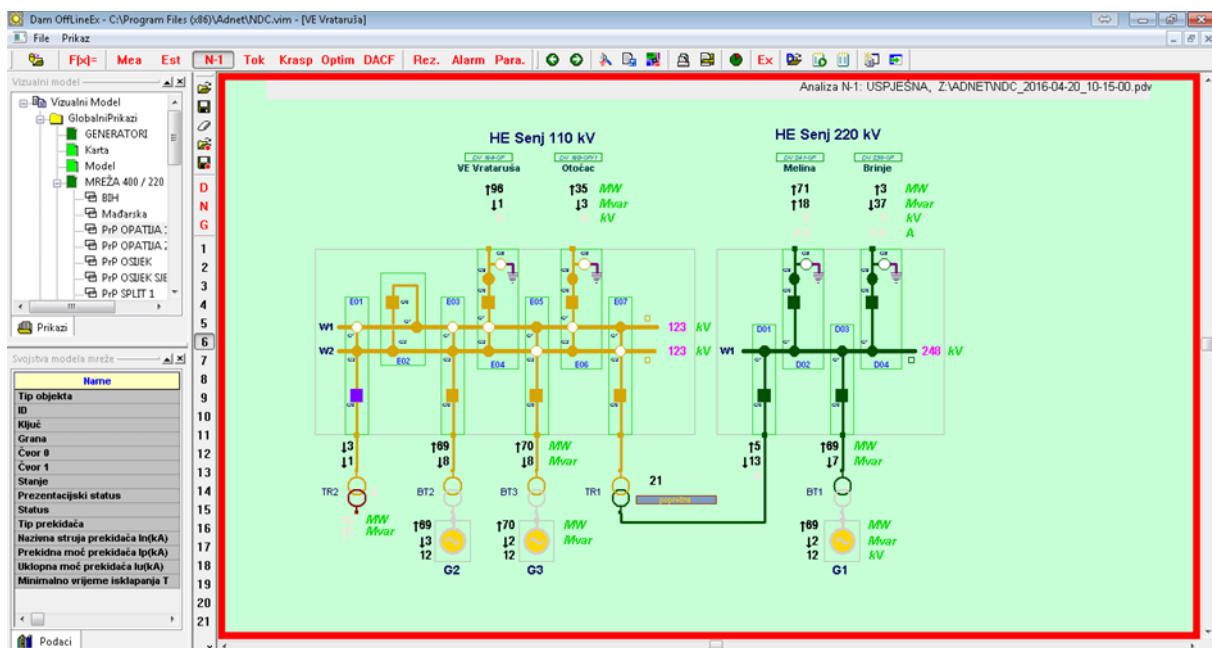 Dam OffLineEx - C:\Program Files (x86)\Adnet\NDC.vim - [VE Vrataruša]
File Prikaz
F(x)= Mea Est N-1 Tok Krasp Optim DACF Rez. Alarm Para. Ex
Vizualni model
Vizualni Model
GlobalniPrikazi
GENERATORI
Karta
Model
MREŽA 400 / 220
BIH
Mađarska
PrP OPATIJA 1
PrP OPATIJA 2
PrP OSIJEK
PrP OSIJEK SJE
PrP SPLIT 1
Prikazi
Svojstva modela mreže
Name
Tip objekta
ID
Ključ
Grana
Čvor 0
Čvor 1
Stanje
Prezentacijski status
Status
Tip prekidača
Nazivna struja prekidača In(kA)
Prekidna moć prekidača Ip(kA)
Uklopna moć prekidača Iu(kA)
Minimalno vrijeme isklapanja T
Podaci
D
N
G
1
2
3
4
5
6
7
8
9
10
11
12
13
14
15
16
17
18
19
20
21
Analiza N-1: USPJEŠNA, Z:\ADNET\NDC_2016-04-20_10-15-00.pdv
HE Senj 110 kV HE Senj 220 kV
VE Vrataruša Otočac Melina Brinje
↑96 ↑35 MW ↑71 ↑3 MW
↓1 ↓3 Mvar ↑18 ↓37 Mvar
kV kV
A
E01 E03 E05 E07
W1 123 kV
D01 D03
W2 123 kV W1 248 kV
E02 E04 E06 D02 D04
↓3 ↑69 ↑70 MW ↑5 ↑69 MW
↓1 ↓8 ↓8 Mvar ↓13 ↓7 Mvar
21
TR2 BT2 BT3 TR1 BT1
poprečna
MW ↑69 ↑70 MW ↑69 MW
Mvar ↓3 ↓2 Mvar ↓2 Mvar
12 12 12 kV
G2 G3 G1